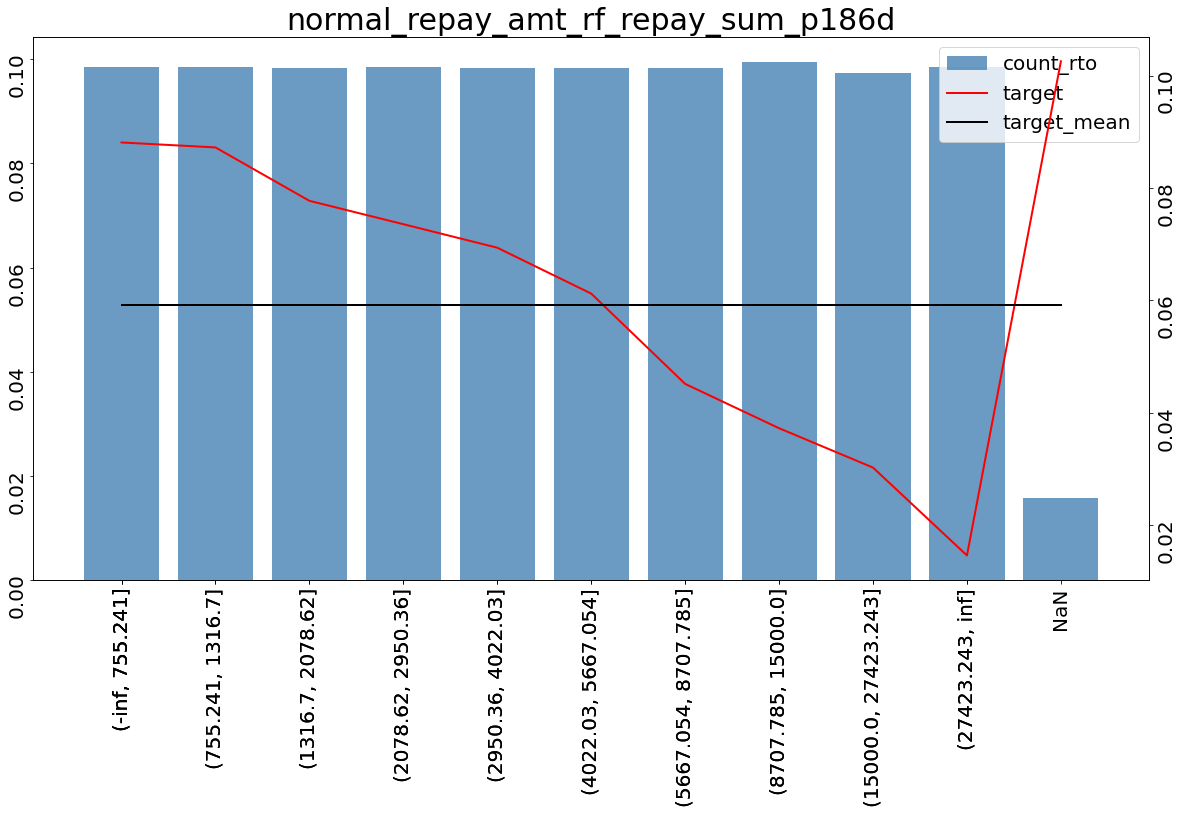 normal_repay_amt_rf_repay_sum_p186d
count_rto
target
target_mean
0.10
0.08
0.06
0.04
0.02
0.00
0.10
0.08
0.06
0.04
0.02
(-inf, 755.241]
(755.241, 1316.7]
(1316.7, 2078.62]
(2078.62, 2950.36]
(2950.36, 4022.03]
(4022.03, 5667.054]
(5667.054, 8707.785]
(8707.785, 15000.0]
(15000.0, 27423.243]
(27423.243, inf]
NaN